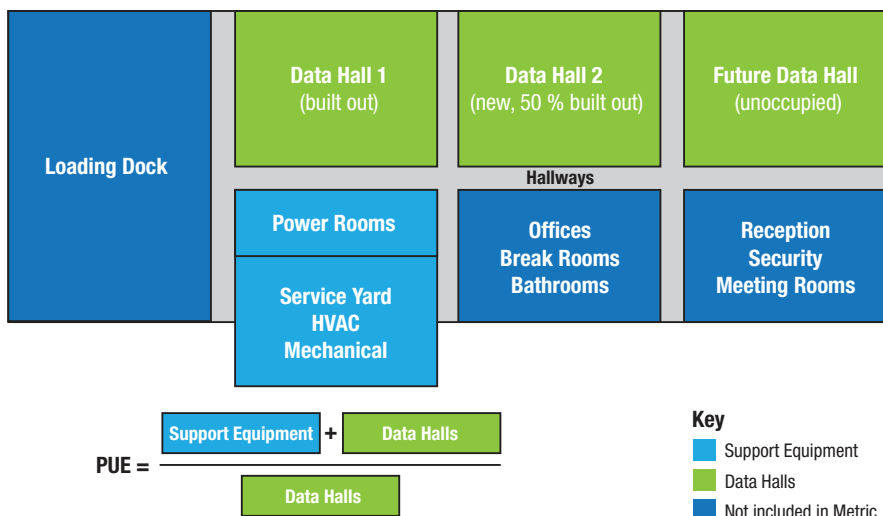 Data Hall 1
(built out)
Data Hall 2
(new, 50 % built out)
Future Data Hall
(unoccupied)
Loading Dock
Hallways
Power Rooms
Service Yard
HVAC
Mechanical
Offices
Break Rooms
Bathrooms
Reception
Security
Meeting Rooms
PUE =
Support Equipment
+
Data Halls
Data Halls
Key
Support Equipment
Data Halls
Not included in Metric